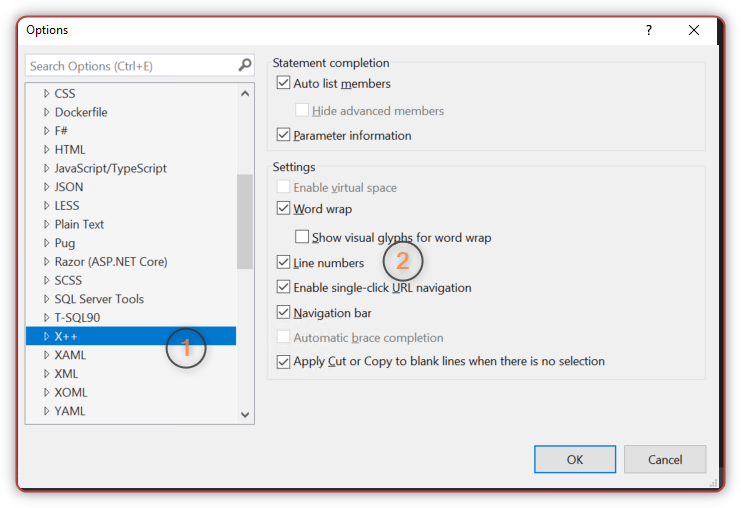 Options
?
Search Options (Ctrl+E)
CSS
Dockerfile
F#
HTML
JavaScript/TypeScript
JSON
LESS
Plain Text
Pug
Razor (ASP.NET Core)
SCSS
SQL Server Tools
T-SQL90
X++
1
XAML
XML
XOML
YAML
Statement completion
Auto list members
Hide advanced members
Parameter information
Settings
Enable virtual space
Word wrap
Show visual glyphs for word wrap
Line numbers
2
Enable single-click URL navigation
Navigation bar
Automatic brace completion
Apply Cut or Copy to blank lines when there is no selection
OK
Cancel